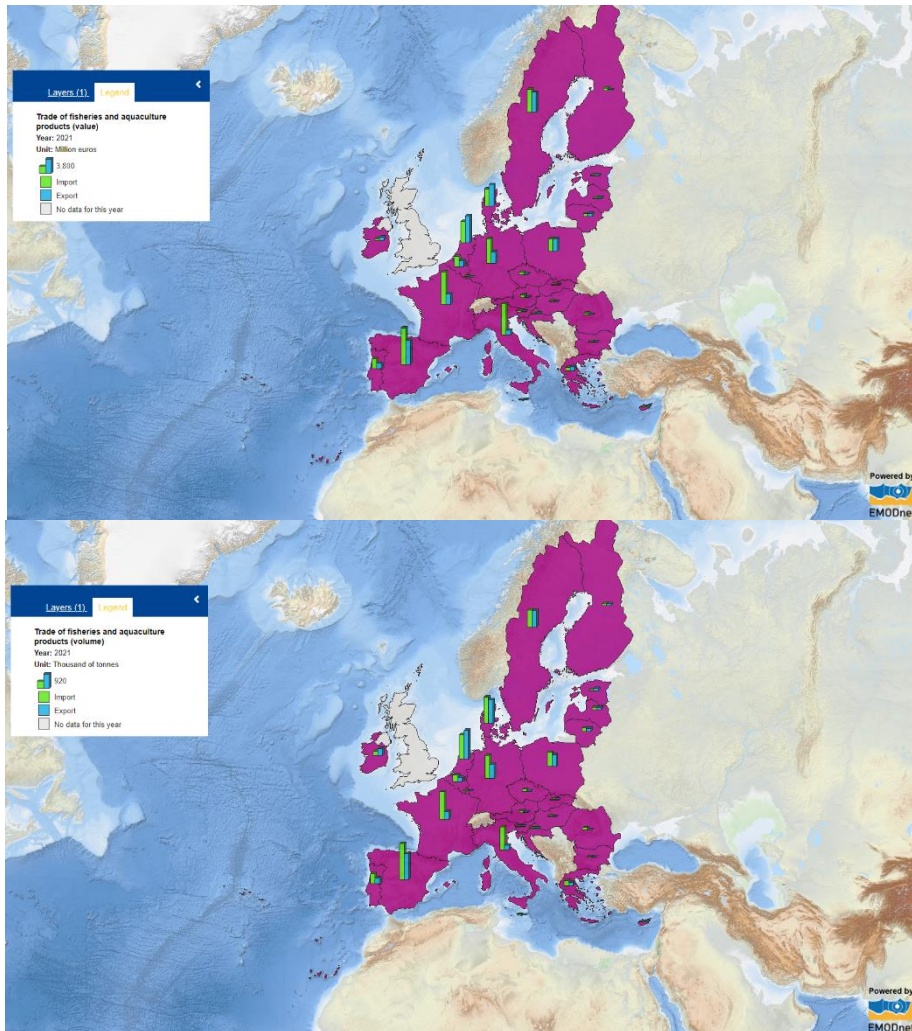 Layers (1)
Legend
Trade of fisheries and aquaculture
products (value)
Year: 2021
Unit: Million euros
3.800
Import
Export
No data for this year
Powered by
EMODne
Layers (1)
Legend
Trade of fisheries and aquaculture
products (volume)
Year: 2021
Unit: Thousand of tonnes
920
Import
Export
No data for this year
Powered by
EMODne